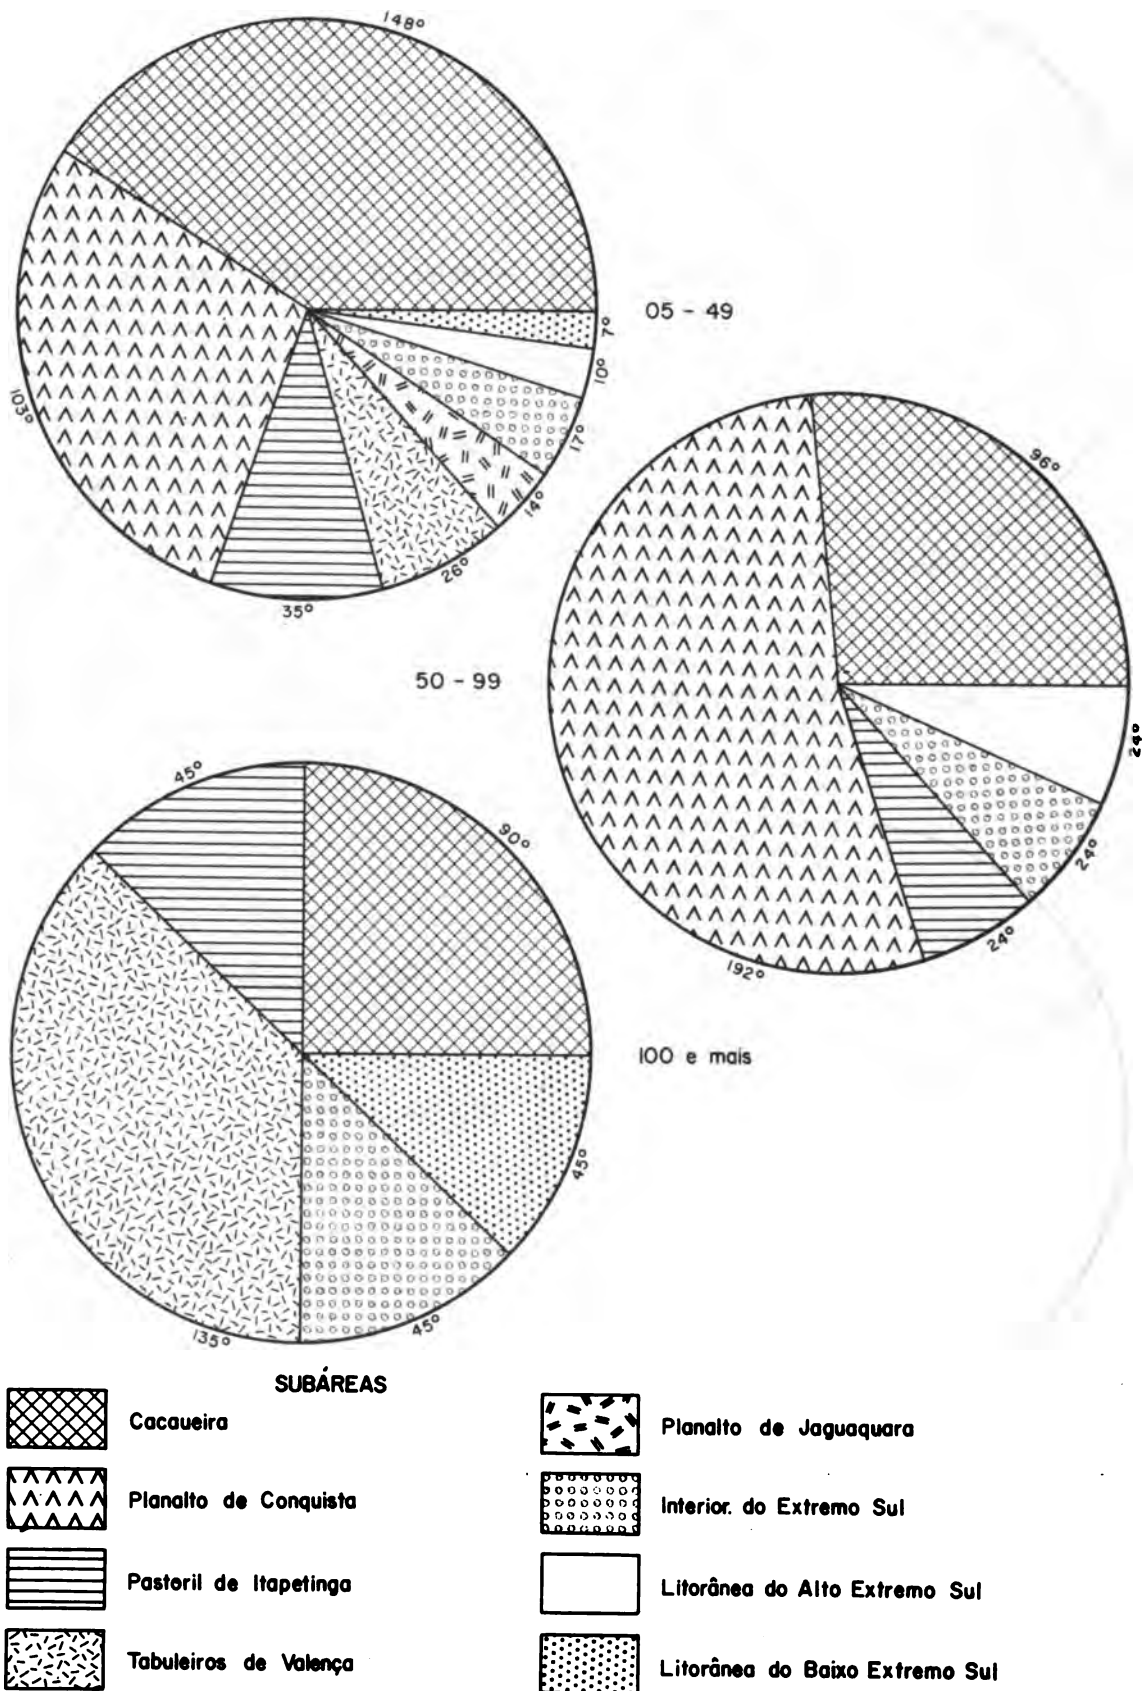 148°
05 - 49
7°
10°
17°
14°
26°
35°
103°
96°
50 - 99
24°
24°
24°
192°
45°
90°
100 e mais
45°
45°
135°
SUBÁREAS
Cacaueira
Planalto de Conquista
Pastoril de Itapetinga
Tabuleiros de Valença
Planalto de Jaguaquara
Interior. do Extremo Sul
Litorânea do Alto Extremo Sul
Litorânea do Baixo Extremo Sul